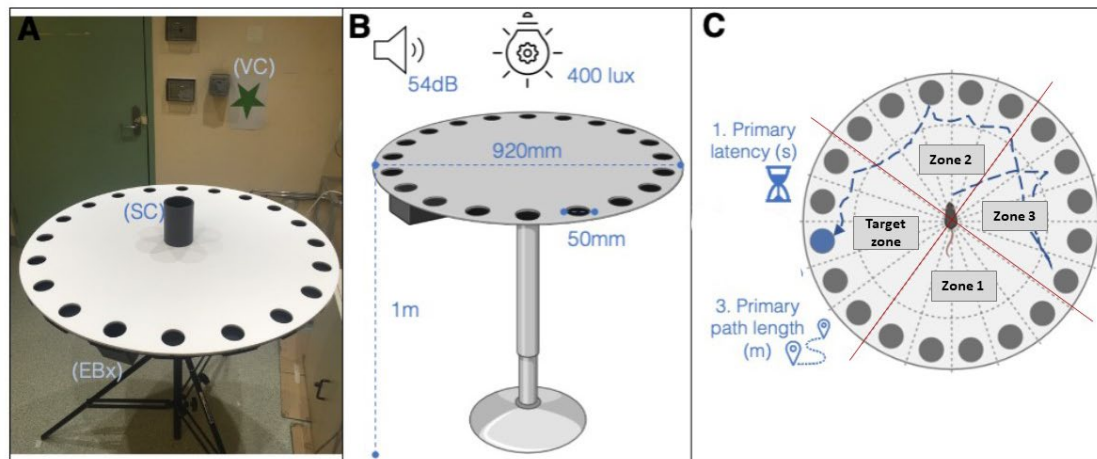 A
(VC)
(SC)
(EBx)
B
54dB
400 lux
920mm
50mm
1m
C
1. Primary
latency (s)
Zone 2
Zone 3
Target
zone
Zone 1
3. Primary
path length
(m)